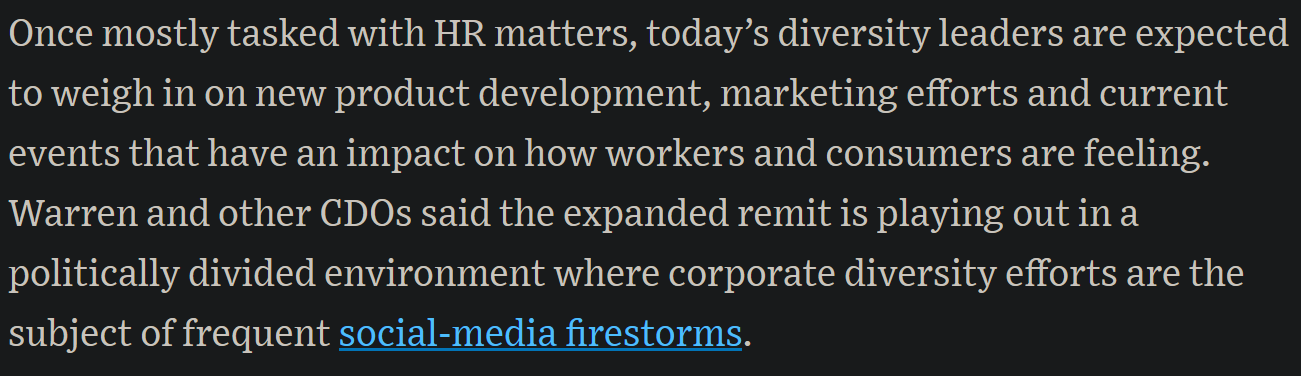 Once mostly tasked with HR matters, today’s diversity leaders are expected
to weigh in on new product development, marketing efforts and current
events that have an impact on how workers and consumers are feeling.
Warren and other CDOs said the expanded remit is playing out in a
politically divided environment where corporate diversity efforts are the
subject of frequent social-media firestorms.